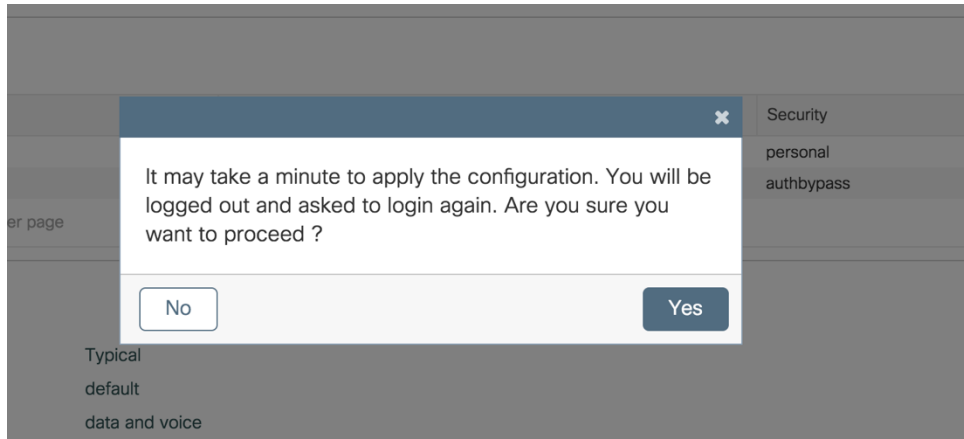 Security
personal
authbypass
er page
It may take a minute to apply the configuration. You will be
logged out and asked to login again. Are you sure you
want to proceed ?
No
Yes
Typical
default
data and voice